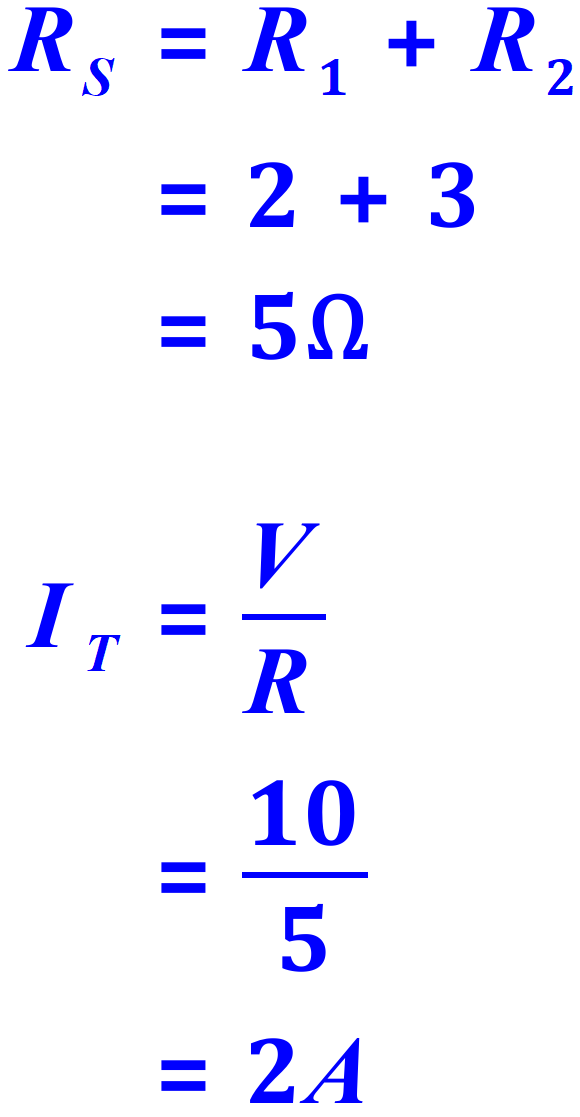 R_S = R_1 + R_2
= 2 + 3
= 5Ω
I_T = V/R
= 10/5
= 2A